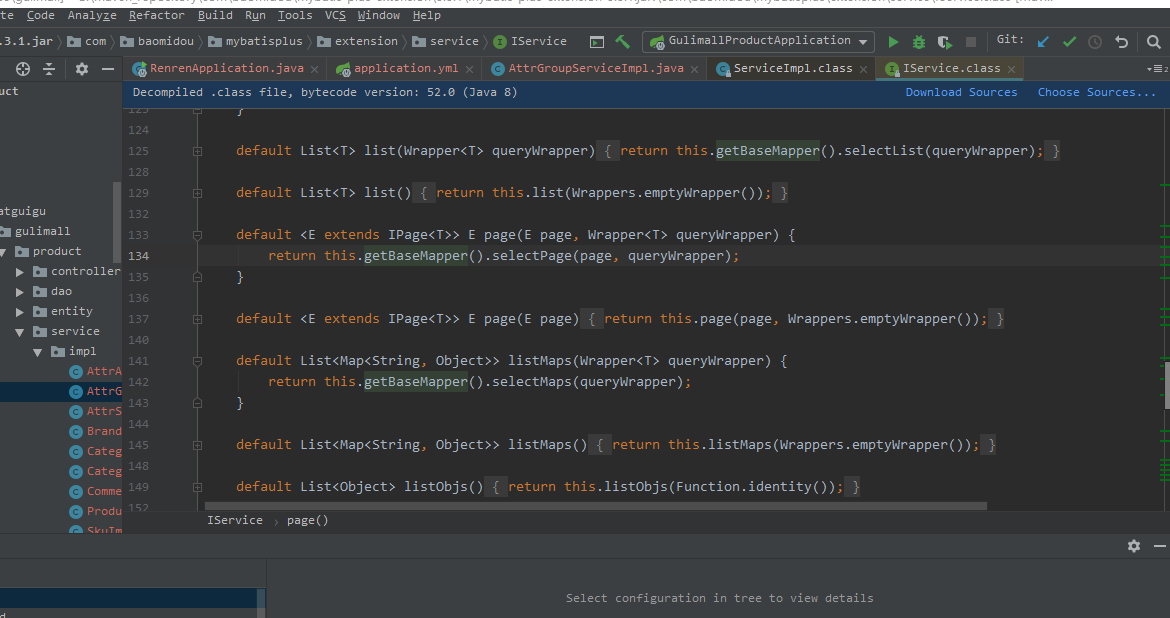 te Code Analyze Refactor Build Run Tools VCS Window Help
.3.1.jar com baomidou mybatisplus extension service IService GulimallProductApplication Git:
RenrenApplication.java application.yml AttrGroupServiceImpl.java ServiceImpl.class IService.class
uct
Decompiled .class file, bytecode version: 52.0 (Java 8) Download Sources Choose Sources...
atguigu
gulimall
product
controller
dao
entity
service
impl
AttrA
AttrG
AttrS
Brand
Categ
Categ
Comme
Produ
SkuIm
123 }
124
125 default List<T> list(Wrapper<T> queryWrapper) { return this.getBaseMapper().selectList(queryWrapper); }
128
129 default List<T> list() { return this.list(Wrappers.emptyWrapper()); }
132
133 default <E extends IPage<T>> E page(E page, Wrapper<T> queryWrapper) {
134 return this.getBaseMapper().selectPage(page, queryWrapper);
135 }
136
137 default <E extends IPage<T>> E page(E page) { return this.page(page, Wrappers.emptyWrapper()); }
140
141 default List<Map<String, Object>> listMaps(Wrapper<T> queryWrapper) {
142 return this.getBaseMapper().selectMaps(queryWrapper);
143 }
144
145 default List<Map<String, Object>> listMaps() { return this.listMaps(Wrappers.emptyWrapper()); }
148
149 default List<Object> listObjs() { return this.listObjs(Function.identity()); }
152
IService page()
Select configuration in tree to view details